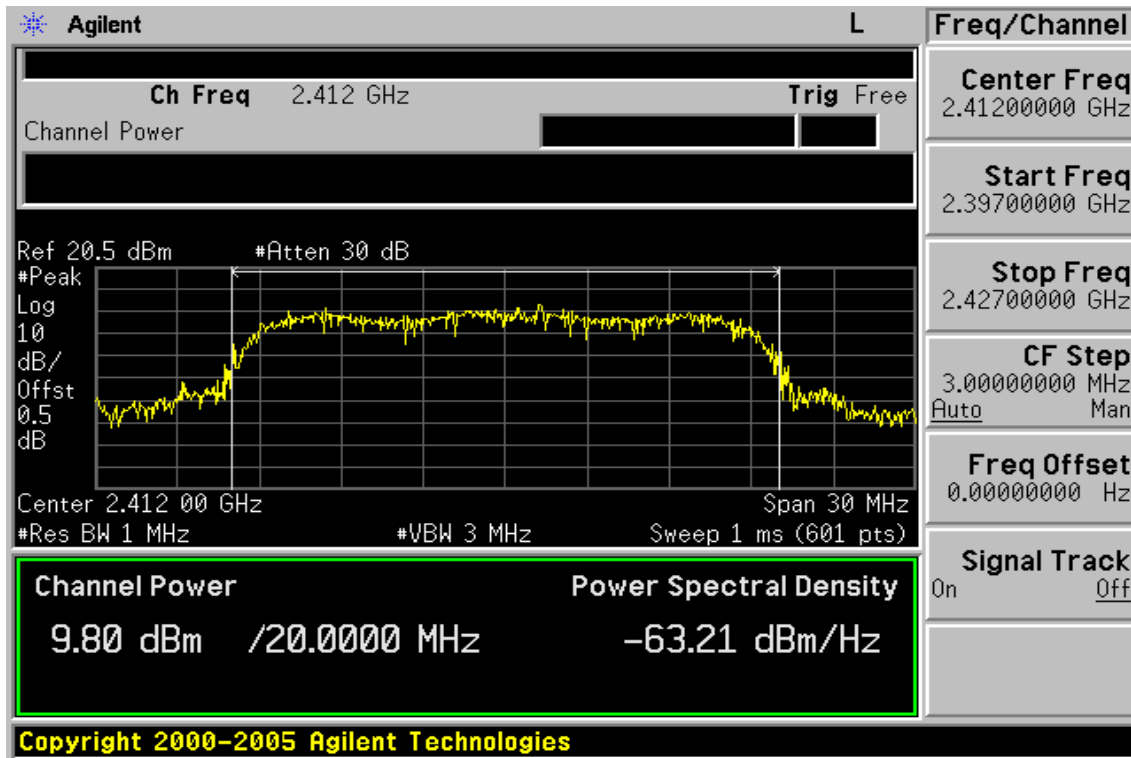 Agilent L
Ch Freq 2.412 GHz Trig Free
Channel Power
Ref 20.5 dBm #Atten 30 dB
#Peak
Log
10
dB/
Offst
0.5
dB
Center 2.412 00 GHz Span 30 MHz
#Res BW 1 MHz #VBW 3 MHz Sweep 1 ms (601 pts)
Channel Power Power Spectral Density
9.80 dBm /20.0000 MHz -63.21 dBm/Hz
Copyright 2000-2005 Agilent Technologies
Freq/Channel
Center Freq
2.41200000 GHz
Start Freq
2.39700000 GHz
Stop Freq
2.42700000 GHz
CF Step
3.00000000 MHz
Auto Man
Freq Offset
0.00000000 Hz
Signal Track
On Off